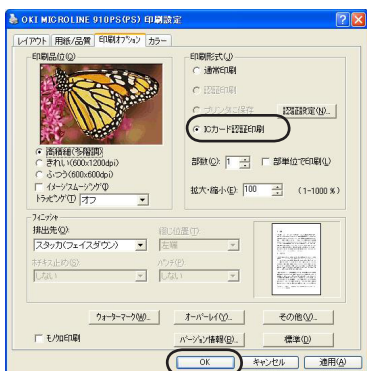 OKI MICROLINE 910PS(PS) 印刷設定
レイアウト 用紙/品質 印刷オプション カラー
印刷品位(Q)
高精細(多階調)
きれい(600x1200dpi)
ふつう(600x600dpi)
イメージスムージング(I)
トラッピング(T) オフ
印刷形式(J)
通常印刷
認証印刷
プリンタに保存 認証設定(N)...
ICカード認証印刷
部数(C): 1 部単位で印刷(L)
拡大・縮小(E): 100 (1-1000 %)
フィニッシャ
排出先(O):
スタッカ(フェイスダウン)
綴じ位置(T)
左端
ホチキス止め(S):
しない
パンチ(P):
しない
ウォーターマーク(W)... オーバーレイ(Y)... その他(V)...
モノクロ印刷 バージョン情報(B)... 標準(D)
OK キャンセル 適用(A)